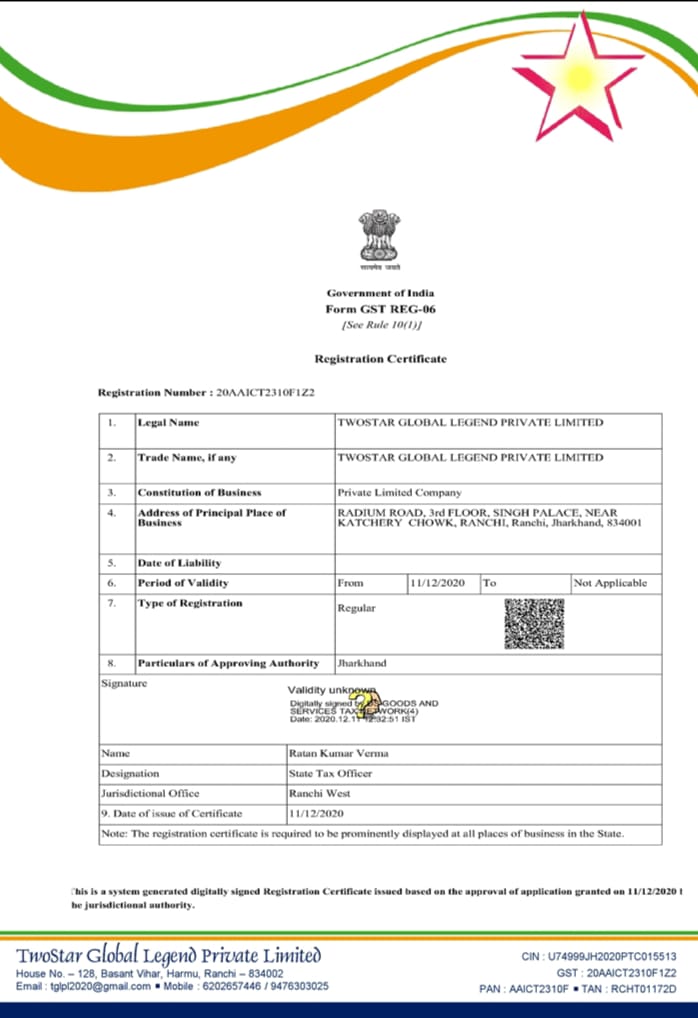 सत्यमेव जयते
Government of India
Form GST REG-06
[See Rule 10(1)]
Registration Certificate
Registration Number : 20AAICT2310F1Z2
1. Legal Name TWOSTAR GLOBAL LEGEND PRIVATE LIMITED
2. Trade Name, if any TWOSTAR GLOBAL LEGEND PRIVATE LIMITED
3. Constitution of Business Private Limited Company
4. Address of Principal Place of RADIUM ROAD, 3rd FLOOR, SINGH PALACE, NEAR
Business KATCHERY CHOWK, RANCHI, Ranchi, Jharkhand, 834001
5. Date of Liability
6. Period of Validity From 11/12/2020 To Not Applicable
7. Type of Registration Regular
8. Particulars of Approving Authority Jharkhand
Signature
Validity unknown
Digitally signed by GOODS AND
SERVICES TAX NETWORK(4)
Date: 2020.12.11 12:32:51 IST
Name Ratan Kumar Verma
Designation State Tax Officer
Jurisdictional Office Ranchi West
9. Date of issue of Certificate 11/12/2020
Note: The registration certificate is required to be prominently displayed at all places of business in the State.
This is a system generated digitally signed Registration Certificate issued based on the approval of application granted on 11/12/2020 t
he jurisdictional authority.
TwoStar Global Legend Private Limited
House No. – 128, Basant Vihar, Harmu, Ranchi – 834002
Email : tglpl2020@gmail.com ▪ Mobile : 6202657446 / 9476303025
CIN : U74999JH2020PTC015513
GST : 20AAICT2310F1Z2
PAN : AAICT2310F ▪ TAN : RCHT01172D